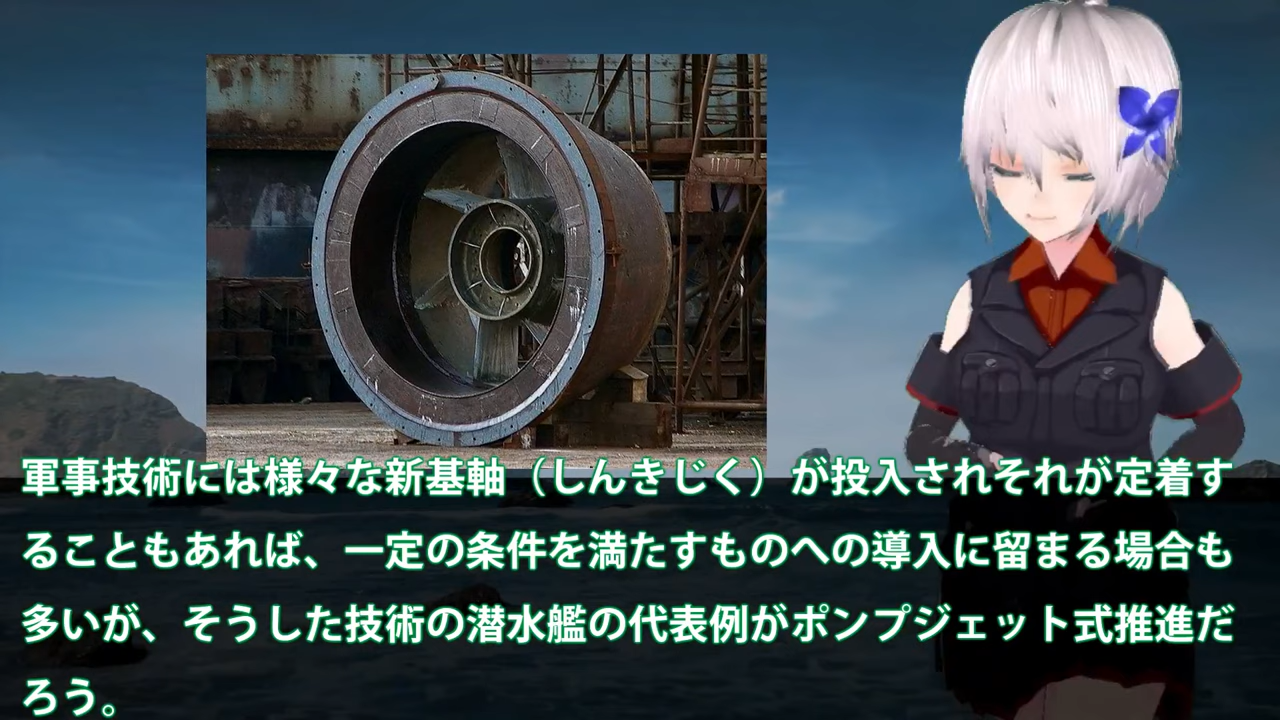 軍事技術には様々な新基軸（しんきじく）が投入されそれが定着す
ることもあれば、一定の条件を満たすものへの導入に留まる場合も
多いが、そうした技術の潜水艦の代表例がポンプジェット式推進だ
ろう。